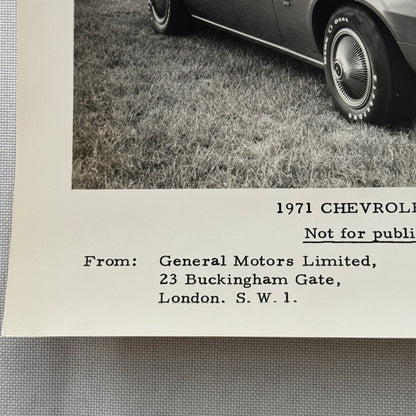 1971 CHEVROLE
Not for publi
From: General Motors Limited,
23 Buckingham Gate,
London. S. W. 1.